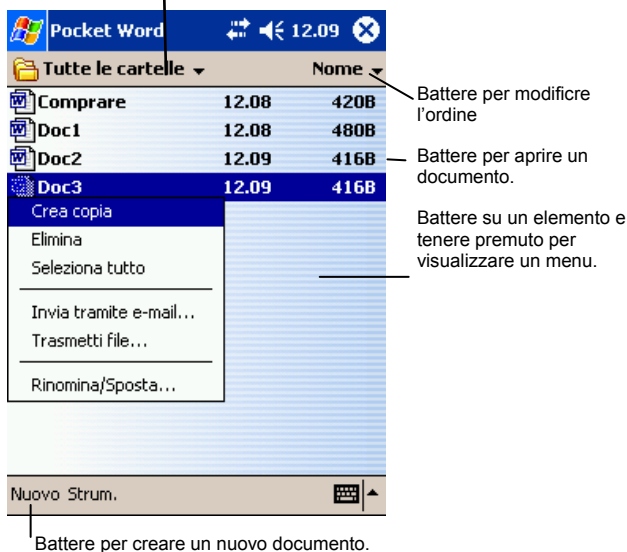 Pocket Word 12.09
Tutte le cartelle Nome
Comprare 12.08 420B
Doc1 12.08 480B
Doc2 12.09 416B
Doc3 12.09 416B
Crea copia
Elimina
Seleziona tutto
Invia tramite e-mail...
Trasmetti file...
Rinomina/Sposta...
Nuovo Strum.
Battere per modificre
l'ordine
Battere per aprire un
documento.
Battere su un elemento e
tenere premuto per
visualizzare un menu.
Battere per creare un nuovo documento.